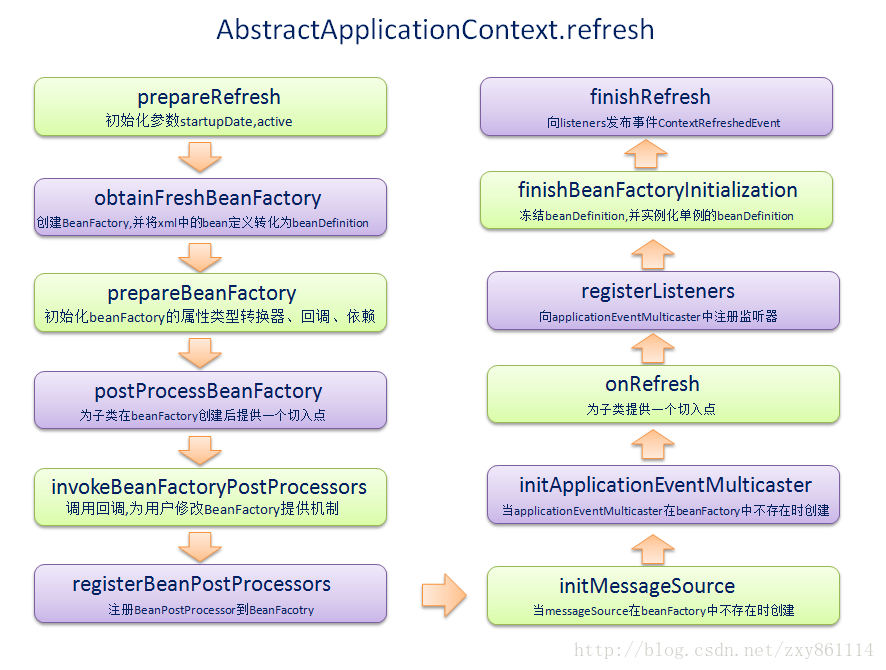 AbstractApplicationContext.refresh
prepareRefresh
初始化参数startupDate,active
obtainFreshBeanFactory
创建BeanFactory,并将xml中的bean定义转化为beanDefinition
prepareBeanFactory
初始化beanFactory的属性类型转换器、回调、依赖
postProcessBeanFactory
为子类在beanFactory创建后提供一个切入点
invokeBeanFactoryPostProcessors
调用回调,为用户修改BeanFactory提供机制
registerBeanPostProcessors
注册BeanPostProcessor到BeanFacotry
initMessageSource
当messageSource在beanFactory中不存在时创建
initApplicationEventMulticaster
当applicationEventMulticaster在beanFactory中不存在时创建
onRefresh
为子类提供一个切入点
registerListeners
向applicationEventMulticaster中注册监听器
finishBeanFactoryInitialization
冻结beanDefinition,并实例化单例的beanDefinition
finishRefresh
向listeners发布事件ContextRefreshedEvent
http://blog.csdn.net/zxy861114